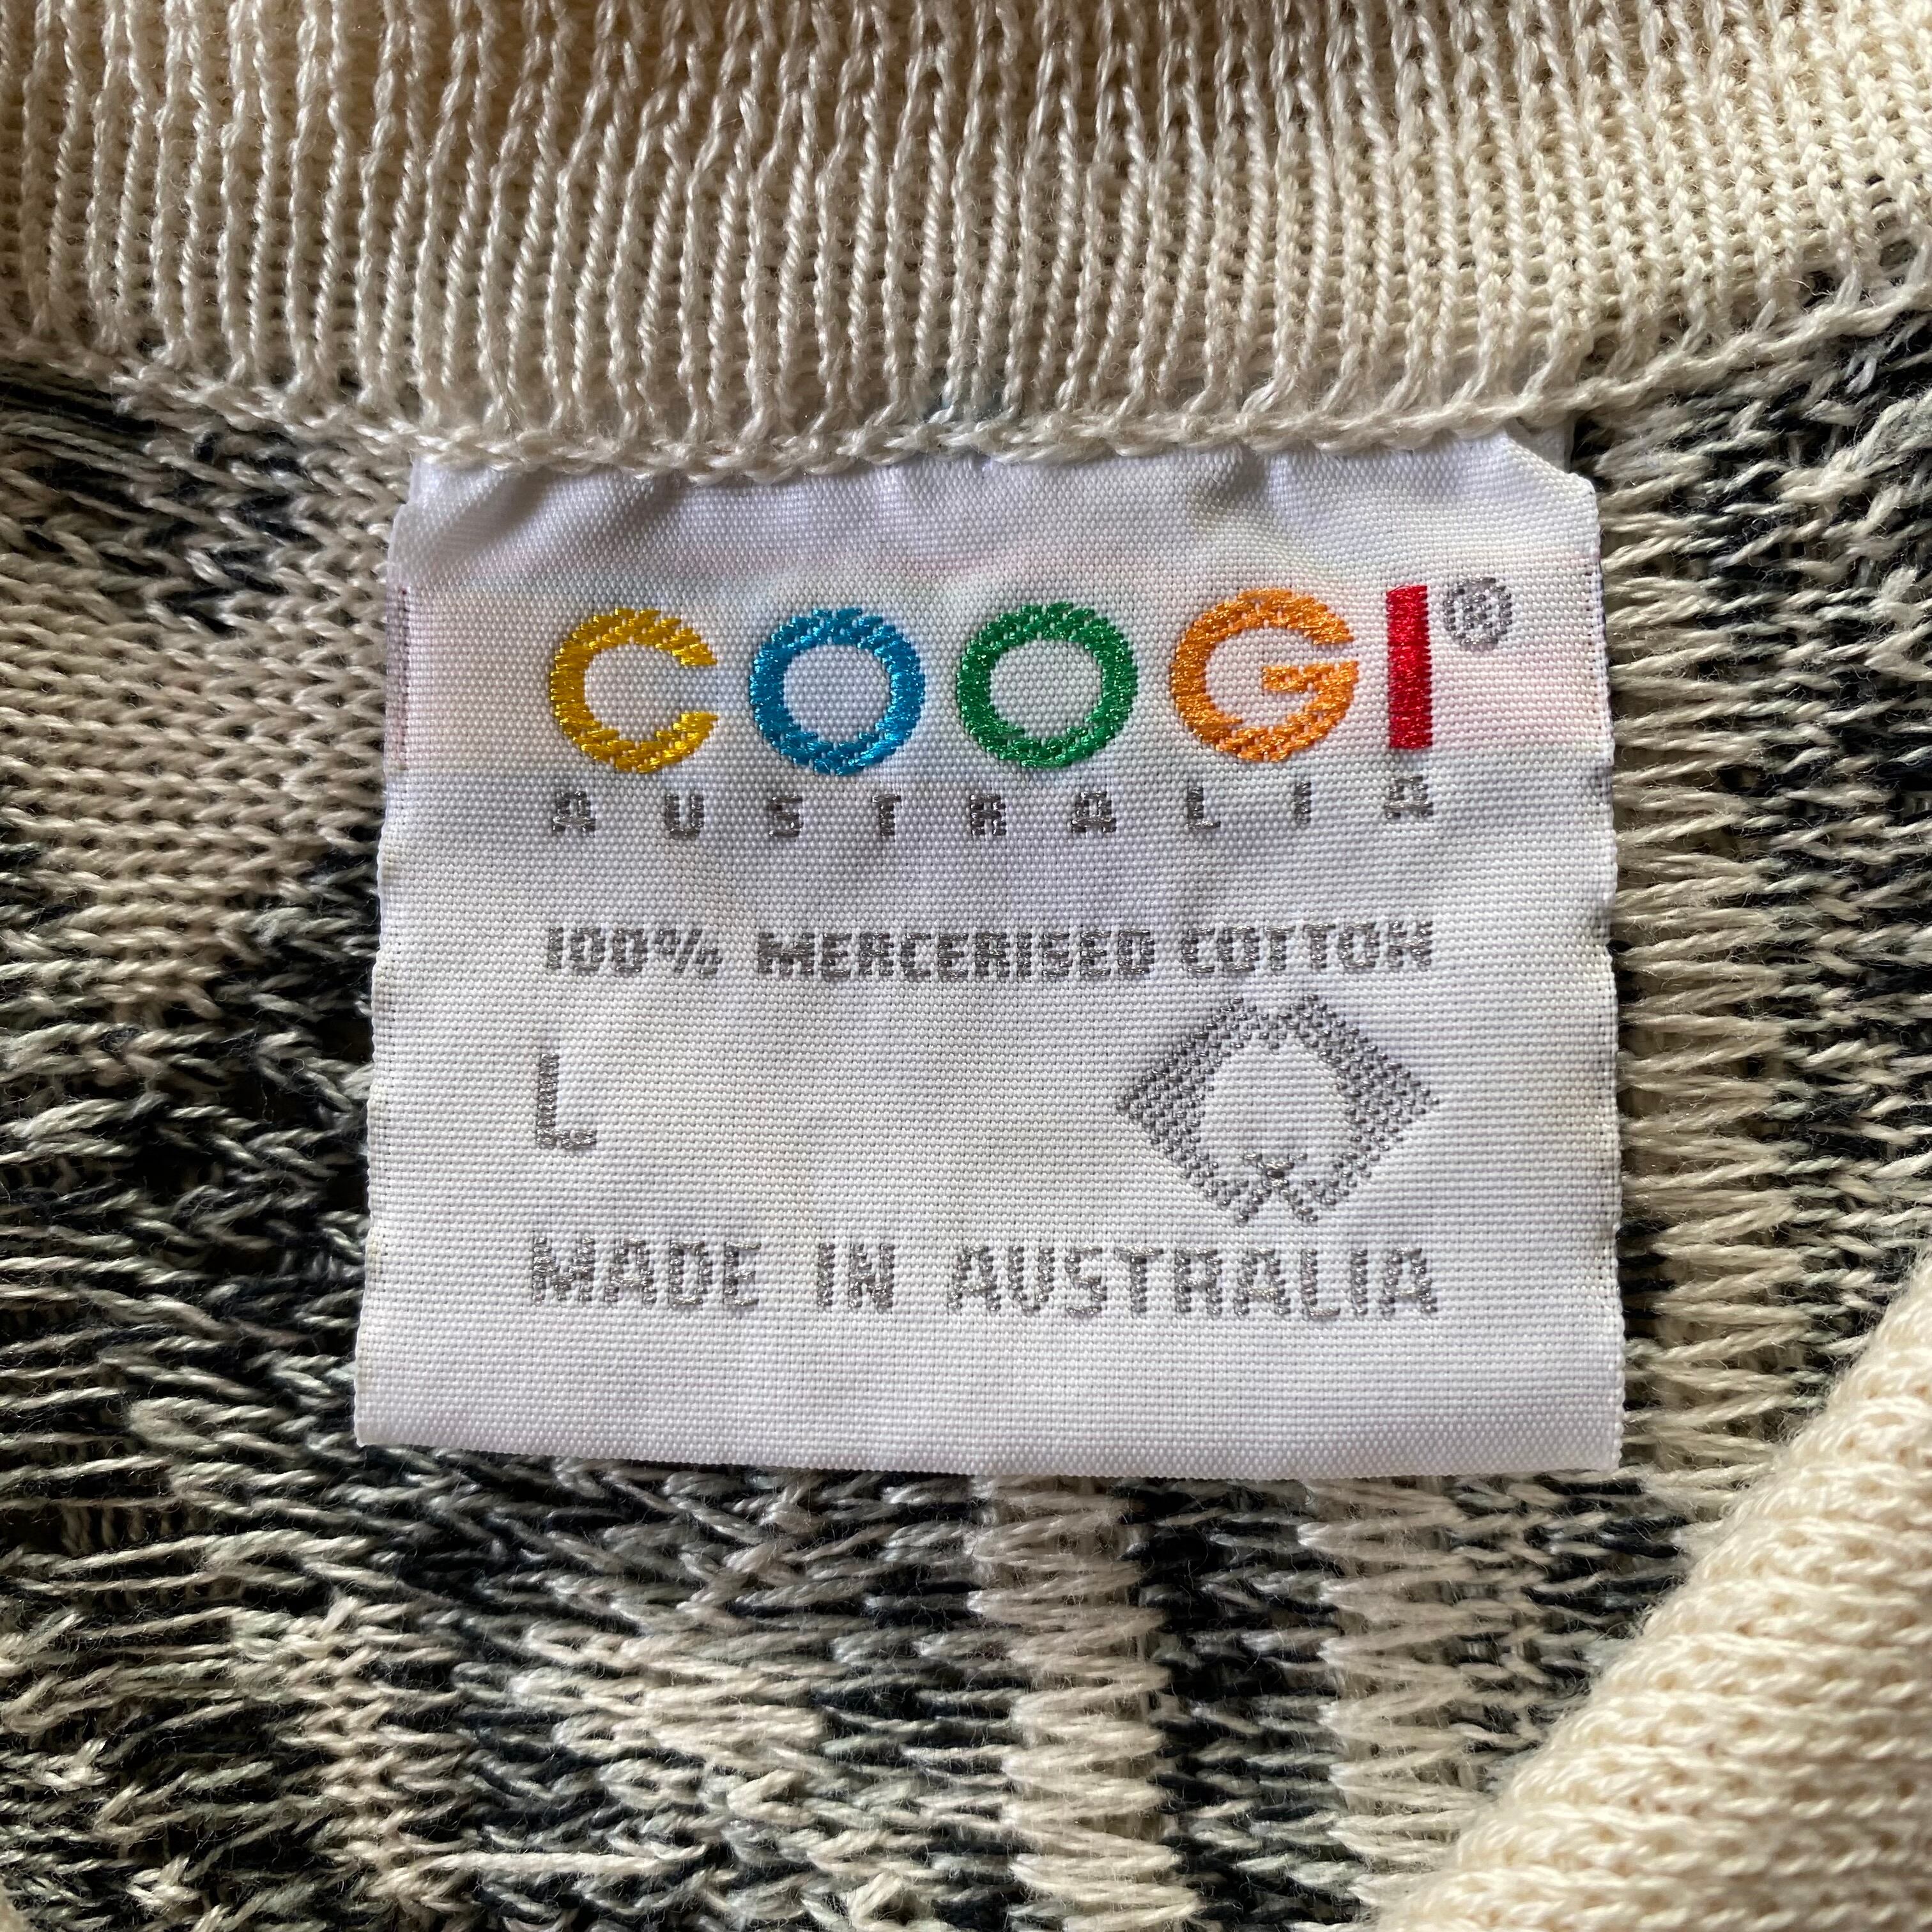 COOGI®
AUSTRALIA
100% MERCERISED COTTON
L
MADE IN AUSTRALIA